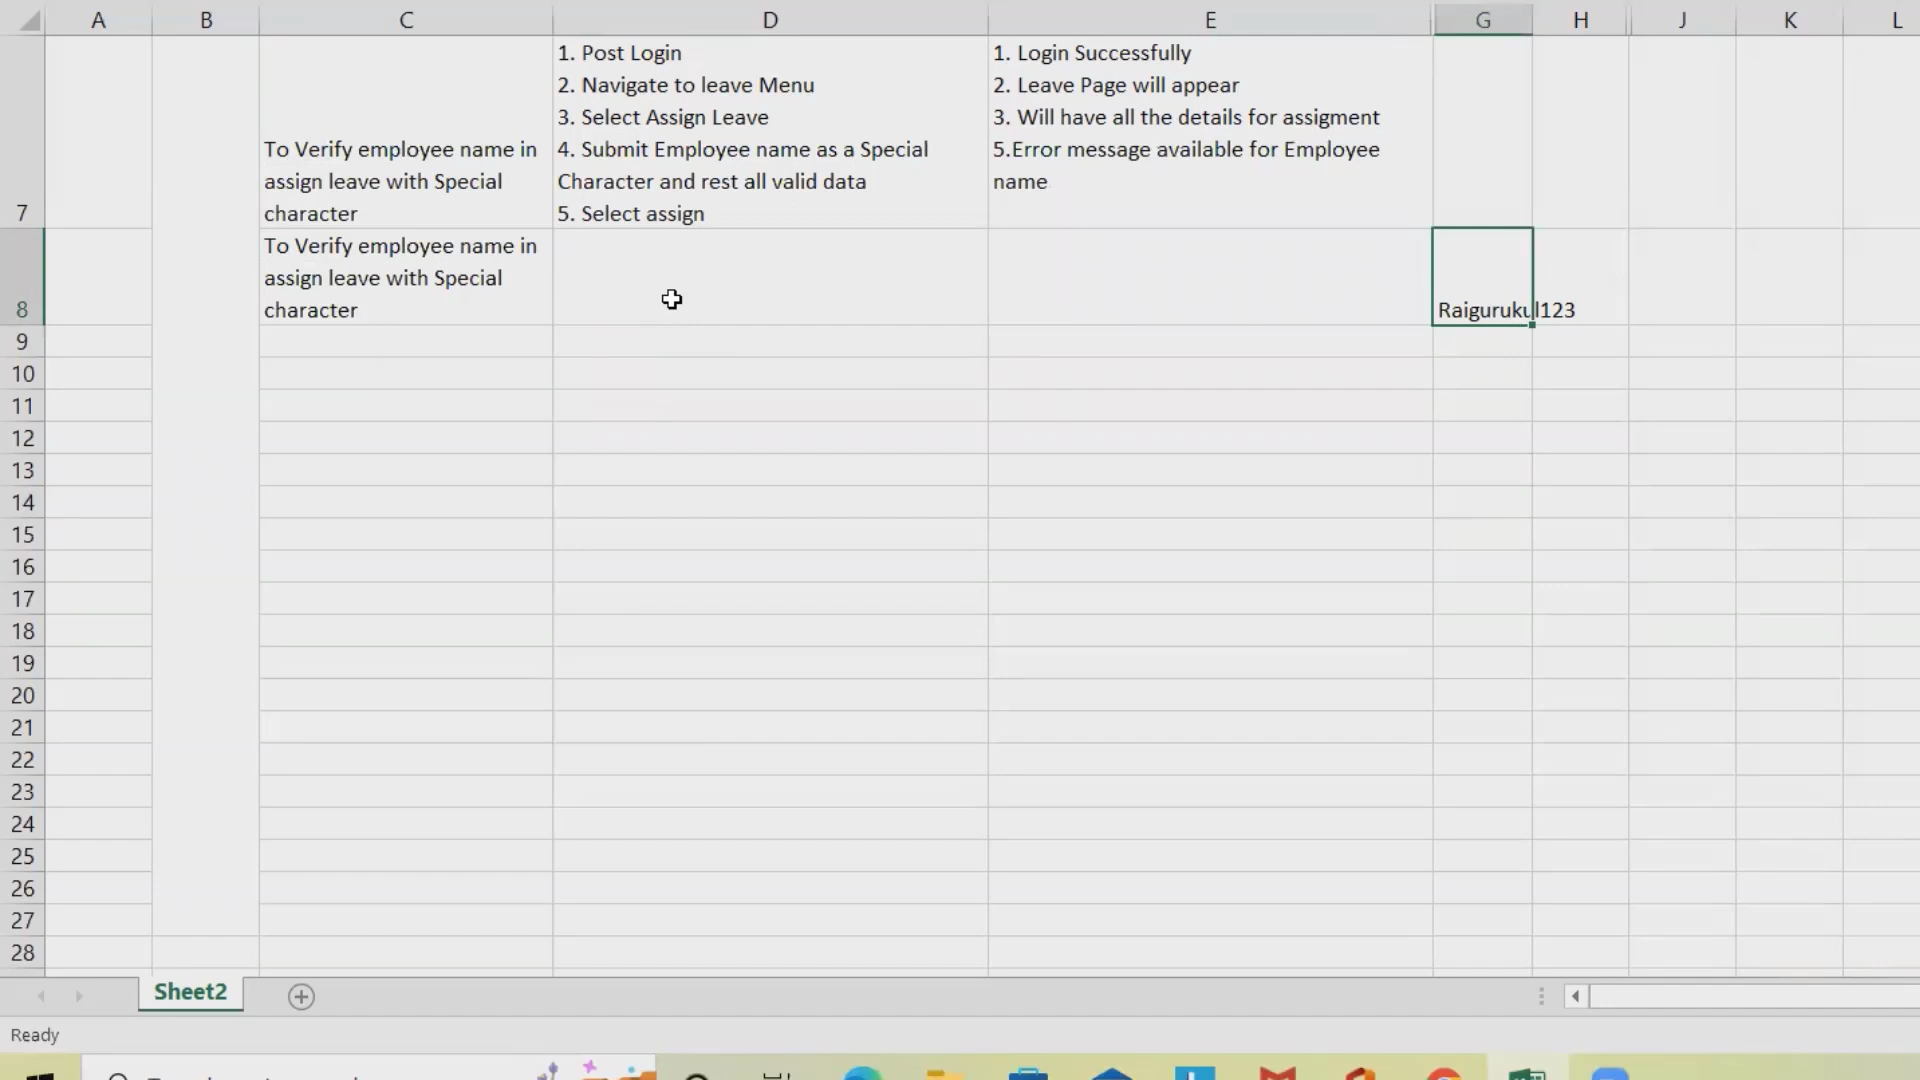 A B C D E G H J K L
1. Post Login
2. Navigate to leave Menu
3. Select Assign Leave
4. Submit Employee name as a Special
Character and rest all valid data
5. Select assign
1. Login Successfully
2. Leave Page will appear
3. Will have all the details for assigment
5.Error message available for Employee
name
To Verify employee name in
assign leave with Special
character
7
To Verify employee name in
assign leave with Special
character
8
Raigurukul123
9
10
11
12
13
14
15
16
17
18
19
20
21
22
23
24
25
26
27
28
Sheet2
Ready